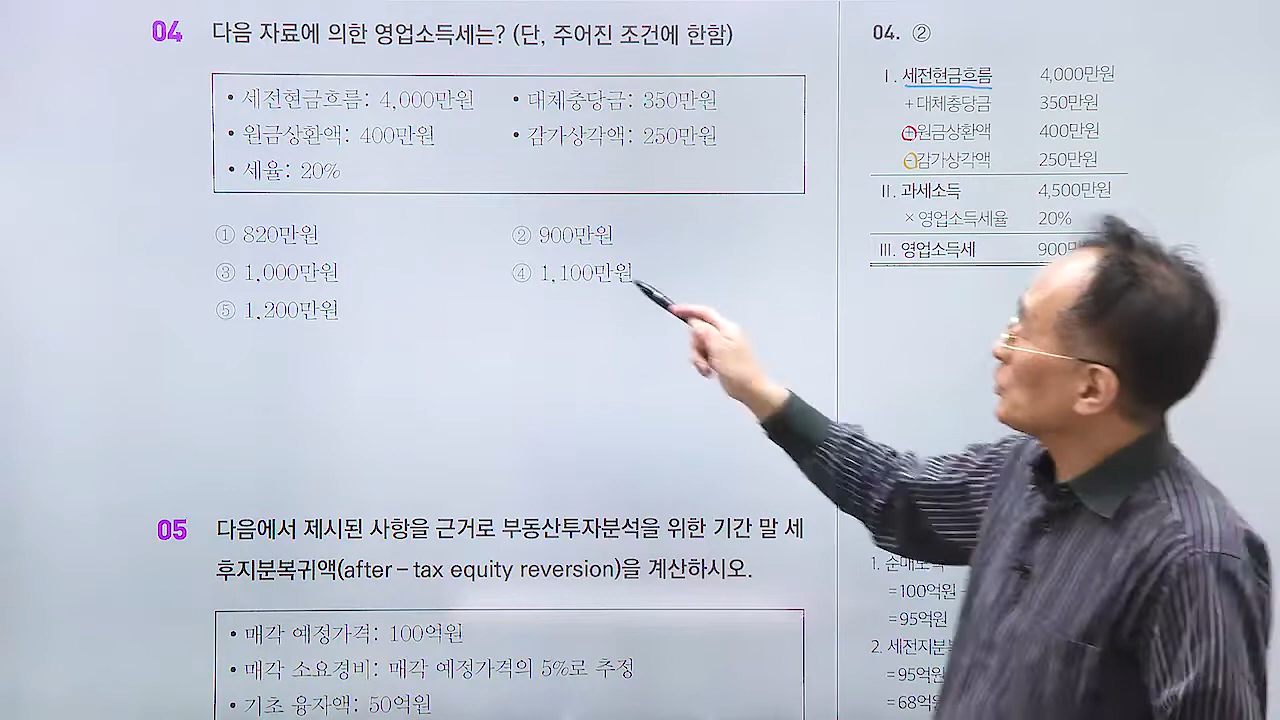 04 다음 자료에 의한 영업소득세는? (단, 주어진 조건에 한함)
• 세전현금흐름: 4,000만원 • 대체충당금: 350만원
• 원금상환액: 400만원 • 감가상각액: 250만원
• 세율: 20%
① 820만원 ② 900만원
③ 1,000만원 ④ 1,100만원
⑤ 1,200만원
05 다음에서 제시된 사항을 근거로 부동산투자분석을 위한 기간 말 세
후지분복귀액(after-tax equity reversion)을 계산하시오.
• 매각 예정가격: 100억원
• 매각 소요경비: 매각 예정가격의 5%로 추정
• 기초 융자액: 50억원
04. ②
Ⅰ. 세전현금흐름 4,000만원
+대체충당금 350만원
+원금상환액 400만원
-감가상각액 250만원
Ⅱ. 과세소득 4,500만원
×영업소득세율 20%
Ⅲ. 영업소득세 900
1.
=100억원
=95억원
2.
=95억원
=68억